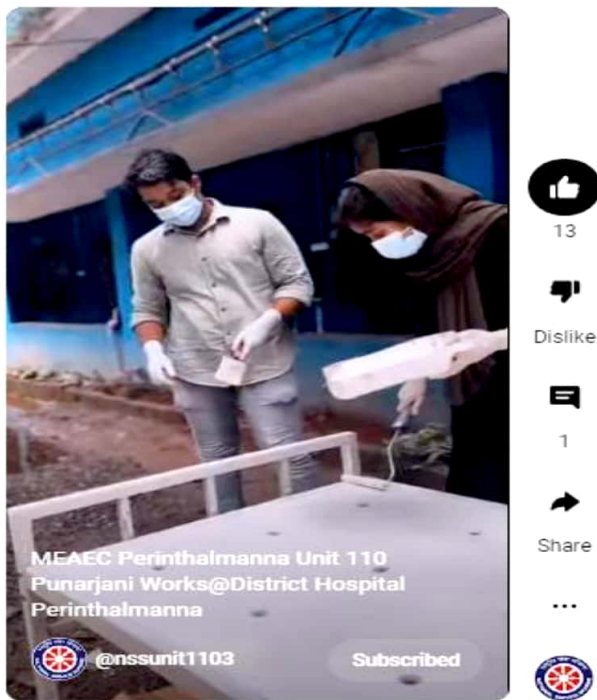 MEAEC Perinthalmanna Unit 110
Punarjani Works@District Hospital
Perinthalmanna
@nssunit1103
Subscribed
13
Dislike
1
Share